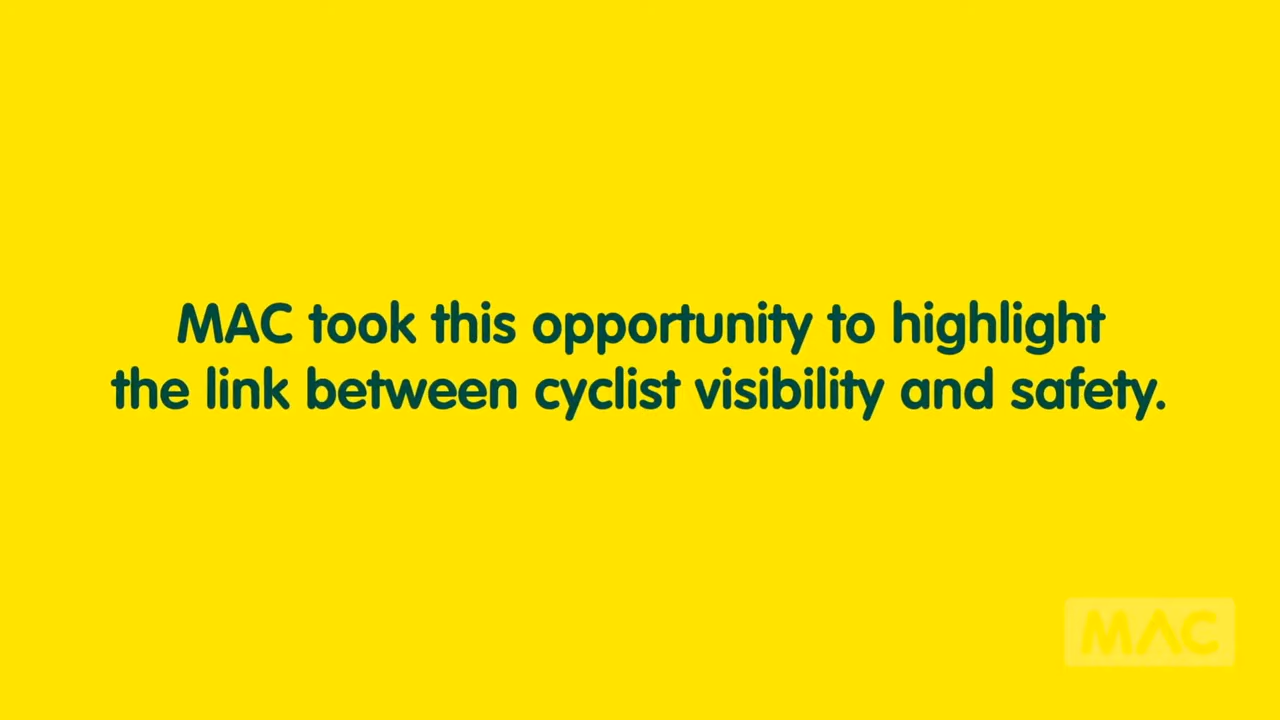 MAC took this opportunity to highlight
the link between cyclist visibility and safety.
MAC